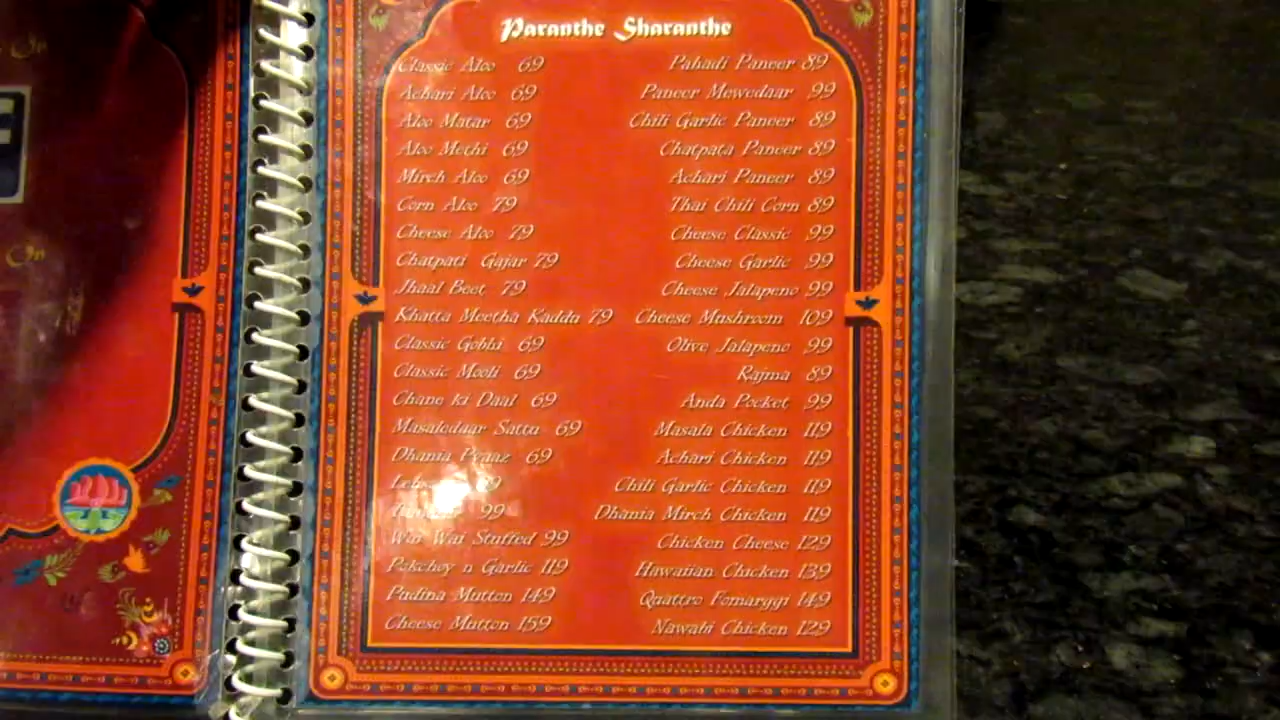 Paranthe Sharanthe
Classic Aloo 69
Achari Aloo 69
Aloo Matar 69
Aloo Methi 69
Mirch Aloo 69
Corn Aloo 79
Cheese Aloo 79
Chatpati Gajar 79
Jhaal Beet 79
Khatta Meetha Kaddu 79
Classic Gobhi 69
Classic Mooli 69
Chane ki Daal 69
Masaledaar Sattu 69
Dhania Pyaaz 69
99
Wai Wai Stuffed 99
Pokchoy n Garlic 119
Pudina Mutton 149
Cheese Mutton 159
Pahadi Paneer 89
Paneer Mewedaar 99
Chili Garlic Paneer 89
Chatpata Paneer 89
Achari Paneer 89
Thai Chili Corn 89
Cheese Classic 99
Cheese Garlic 99
Cheese Jalapeno 99
Cheese Mushroom 109
Olive Jalapeno 99
Rajma 89
Anda Pocket 99
Masala Chicken 119
Achari Chicken 119
Chili Garlic Chicken 119
Dhania Mirch Chicken 119
Chicken Cheese 129
Hawaiian Chicken 139
Quattro Fomarggi 149
Nawabi Chicken 129